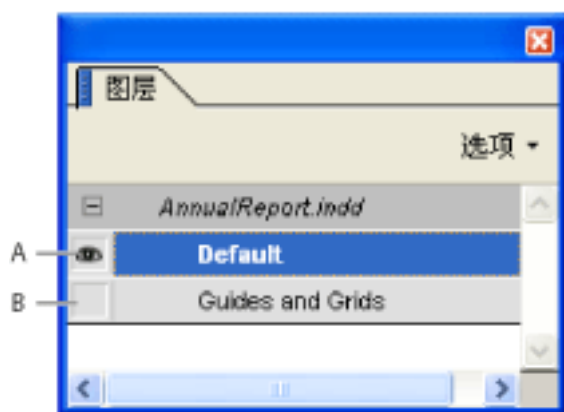 图层
选项
AnnualReport.indd
A Default
B Guides and Grids